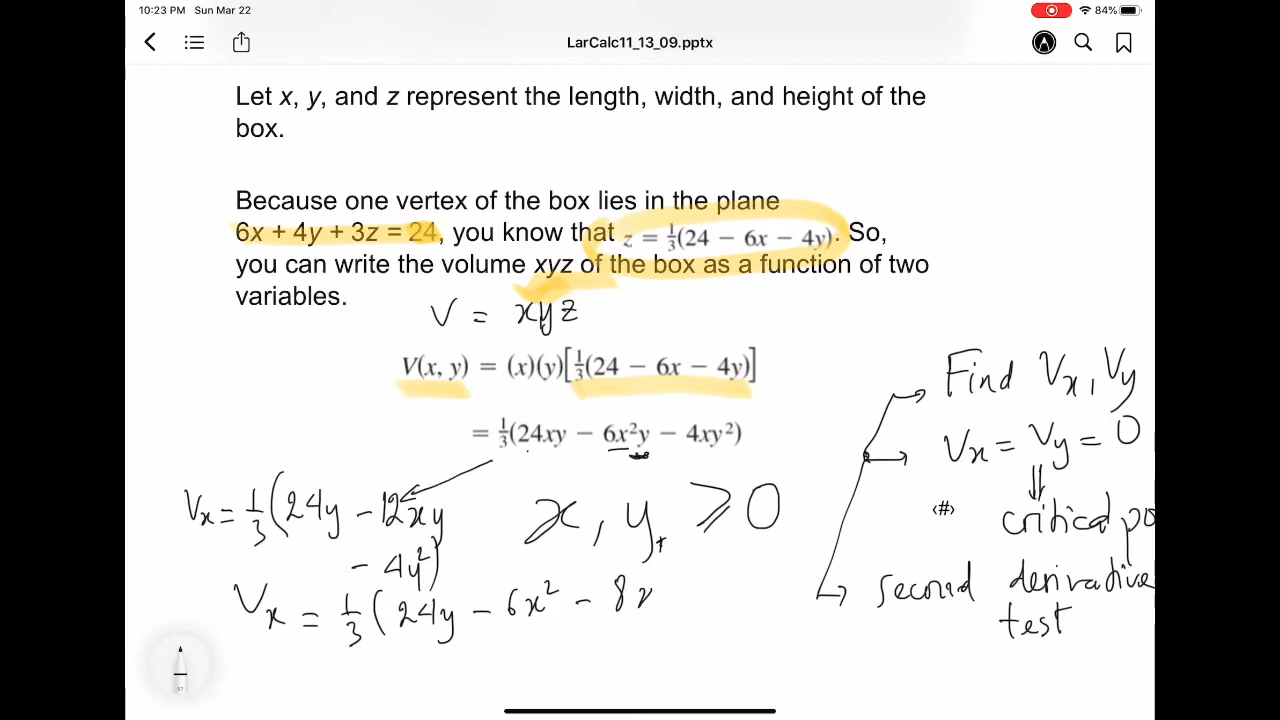 10:23 PM Sun Mar 22
84%
LarCalc11_13_09.pptx
Let x, y, and z represent the length, width, and height of the
box.
Because one vertex of the box lies in the plane
6x + 4y + 3z = 24, you know that z = 1/3(24 − 6x − 4y). So,
you can write the volume xyz of the box as a function of two
variables.
V = xyz
V(x, y) = (x)(y)[1/3(24 − 6x − 4y)]
= 1/3(24xy − 6x²y − 4xy²)
Vx = 1/3(24y − 12xy
− 4y²)
x, y ⩾ 0
Vx = 1/3(24y − 6x² − 8
Find Vx, Vy
Vx = Vy = 0
⇓
‹#›
critical po
second derivative
test
97